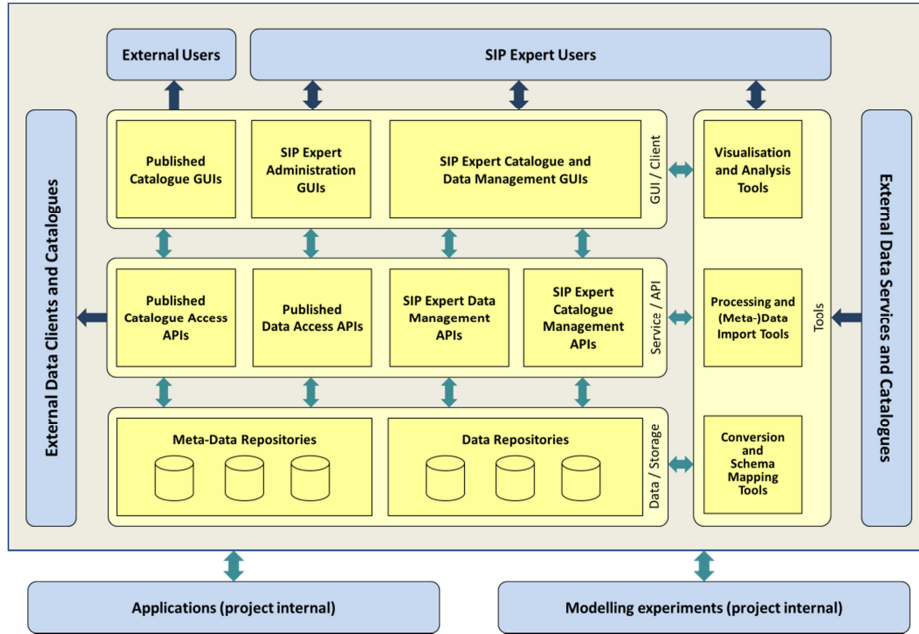 External Users
SIP Expert Users
External Data Clients and Catalogues
Published
Catalogue GUIs
SIP Expert
Administration
GUIs
SIP Expert Catalogue and
Data Management GUIs
GUI / Client
Visualisation
and Analysis
Tools
Published
Catalogue Access
APIs
Published
Data Access APIs
SIP Expert Data
Management
APIs
SIP Expert
Catalogue
Management
APIs
Service / API
Processing and
(Meta-)Data
Import Tools
Tools
External Data Services and Catalogues
Meta-Data Repositories
Data Repositories
Data / Storage
Conversion
and
Schema
Mapping
Tools
Applications (project internal)
Modelling experiments (project internal)